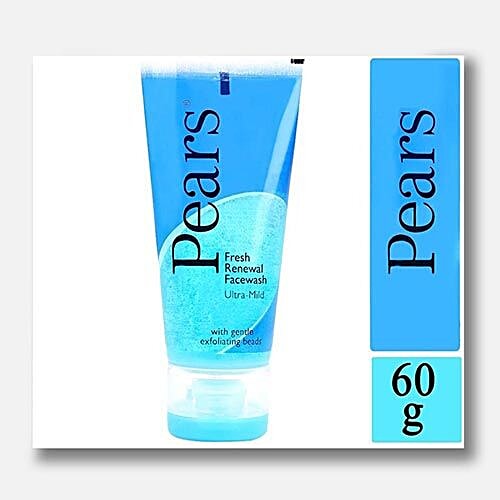 Pears®
Fresh
Renewal
Facewash
Ultra-Mild
with gentle
exfoliating beads
Pears
60
g